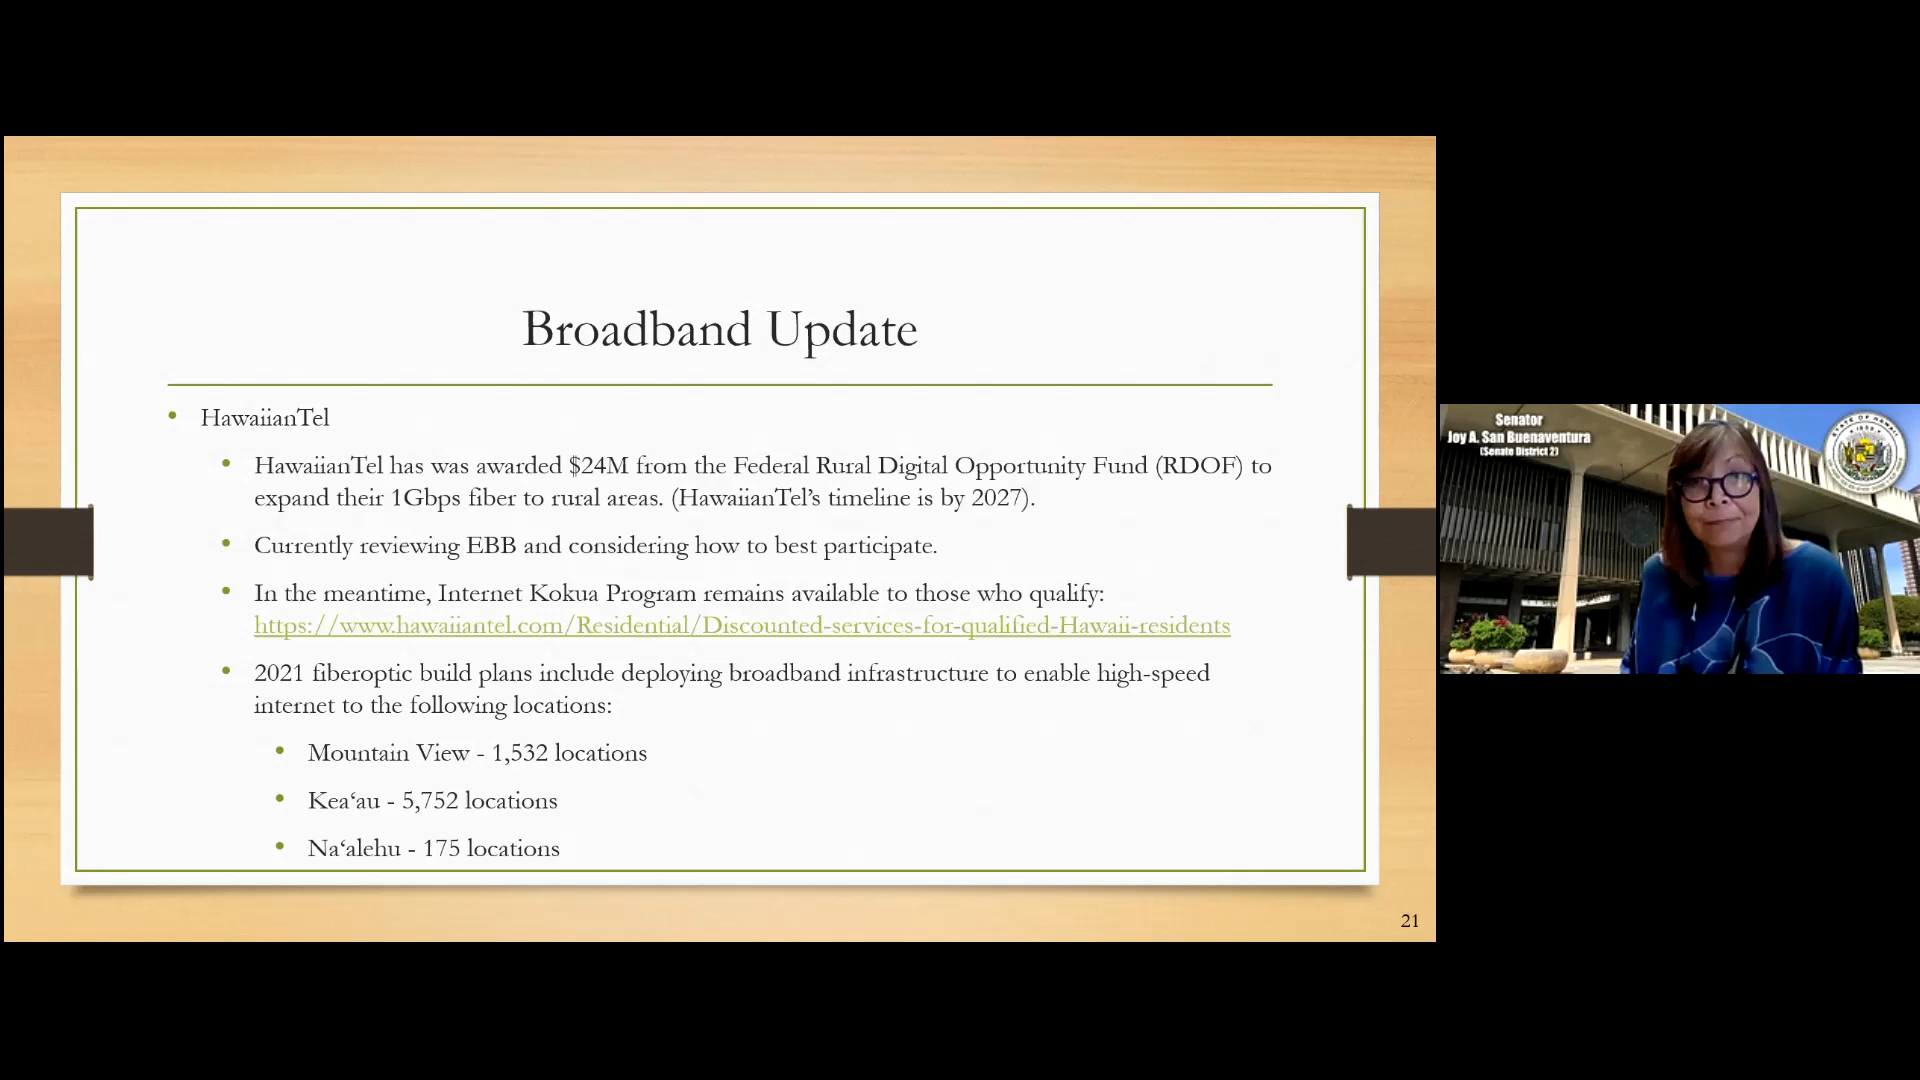 Broadband Update
• HawaiianTel
• HawaiianTel has was awarded $24M from the Federal Rural Digital Opportunity Fund (RDOF) to
expand their 1Gbps fiber to rural areas. (HawaiianTel’s timeline is by 2027).
• Currently reviewing EBB and considering how to best participate.
• In the meantime, Internet Kokua Program remains available to those who qualify:
https://www.hawaiiantel.com/Residential/Discounted-services-for-qualified-Hawaii-residents
• 2021 fiberoptic build plans include deploying broadband infrastructure to enable high-speed
internet to the following locations:
• Mountain View - 1,532 locations
• Kea‘au - 5,752 locations
• Na‘alehu - 175 locations
21
Senator
Joy A. San Buenaventura
(Senate District 2)
STATE OF HAWAII
1959